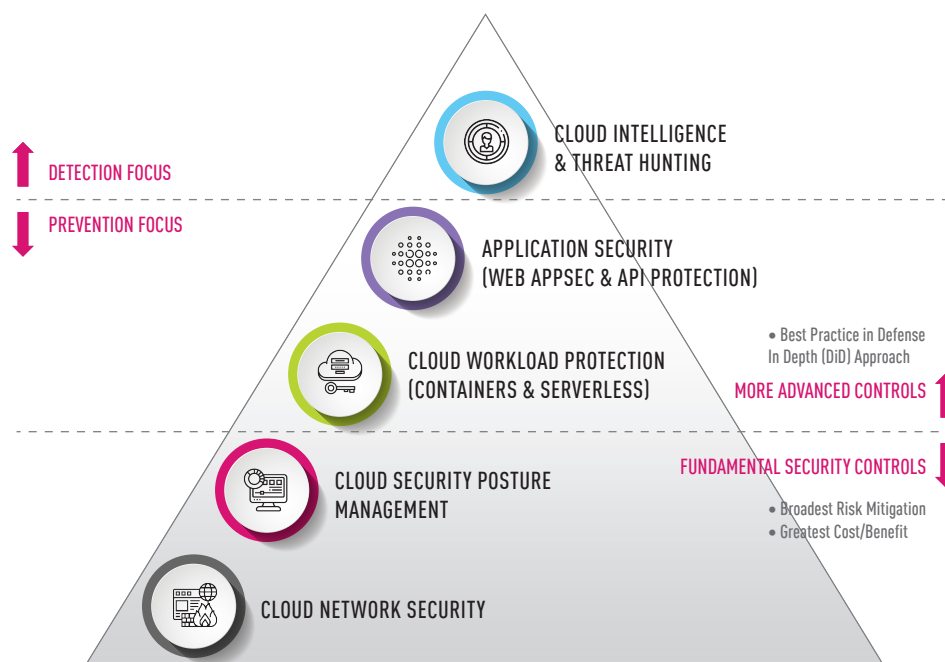 CLOUD INTELLIGENCE
& THREAT HUNTING
DETECTION FOCUS
PREVENTION FOCUS
APPLICATION SECURITY
(WEB APPSEC & API PROTECTION)
• Best Practice in Defense
In Depth (DiD) Approach
CLOUD WORKLOAD PROTECTION
(CONTAINERS & SERVERLESS)
MORE ADVANCED CONTROLS
FUNDAMENTAL SECURITY CONTROLS
CLOUD SECURITY POSTURE
MANAGEMENT
• Broadest Risk Mitigation
• Greatest Cost/Benefit
CLOUD NETWORK SECURITY